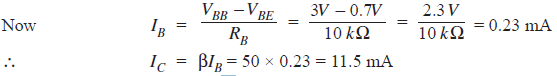 Now I_B = (V_BB − V_BE) / R_B = (3V − 0.7V) / 10 kΩ = 2.3 V / 10 kΩ = 0.23 mA
∴ I_C = βI_B = 50 × 0.23 = 11.5 mA